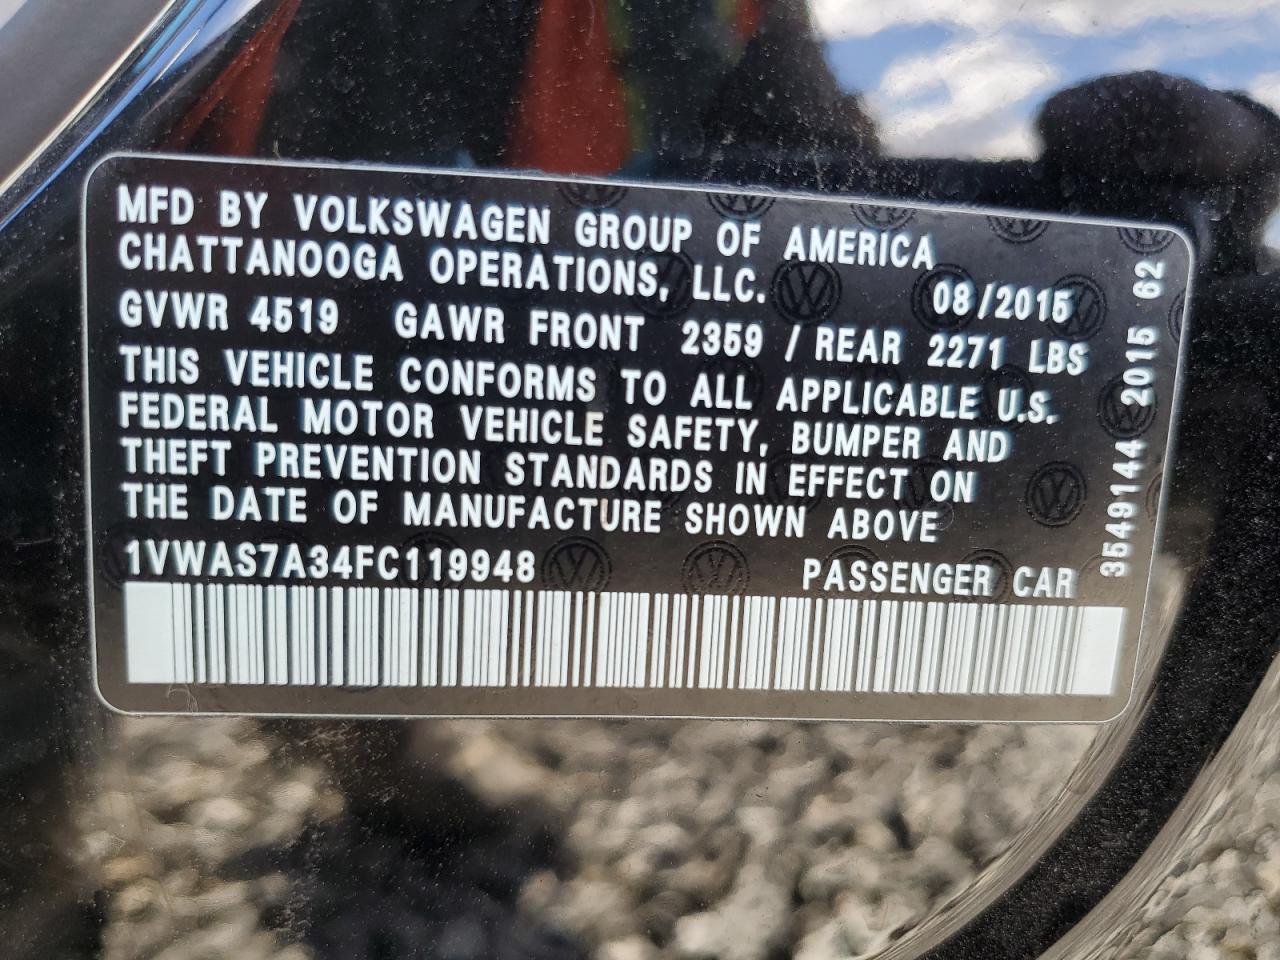 MFD BY VOLKSWAGEN GROUP OF AMERICA
CHATTANOOGA OPERATIONS, LLC. 08/2015
GVWR 4519 GAWR FRONT 2359 / REAR 2271 LBS
THIS VEHICLE CONFORMS TO ALL APPLICABLE U.S.
FEDERAL MOTOR VEHICLE SAFETY, BUMPER AND
THEFT PREVENTION STANDARDS IN EFFECT ON
THE DATE OF MANUFACTURE SHOWN ABOVE
1VWAS7A34FC119948 PASSENGER CAR
35491144 2015 62